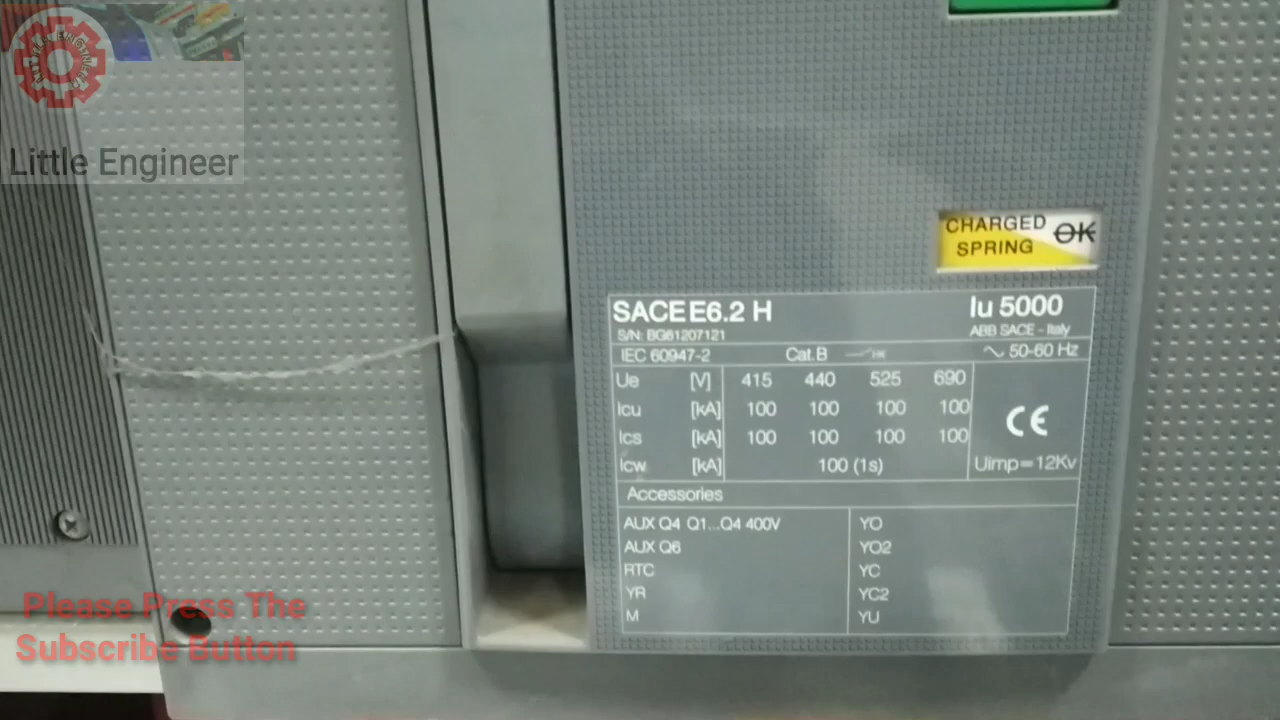 LITTLE ENGINEER
Little Engineer
CHARGED
SPRING
OK
SACE E6.2 H Iu 5000
S/N: BG61207121 ABB SACE - Italy
IEC 60947-2 Cat.B ~ 50-60 Hz
Ue [V] 415 440 525 690
Icu [kA] 100 100 100 100
Ics [kA] 100 100 100 100
CE
Icw [kA] 100 (1s) Uimp=12Kv
Accessories
AUX Q4 Q1...Q4 400V YO
AUX Q6 YO2
RTC YC
YR YC2
M YU
Please Press The
Subscribe Button